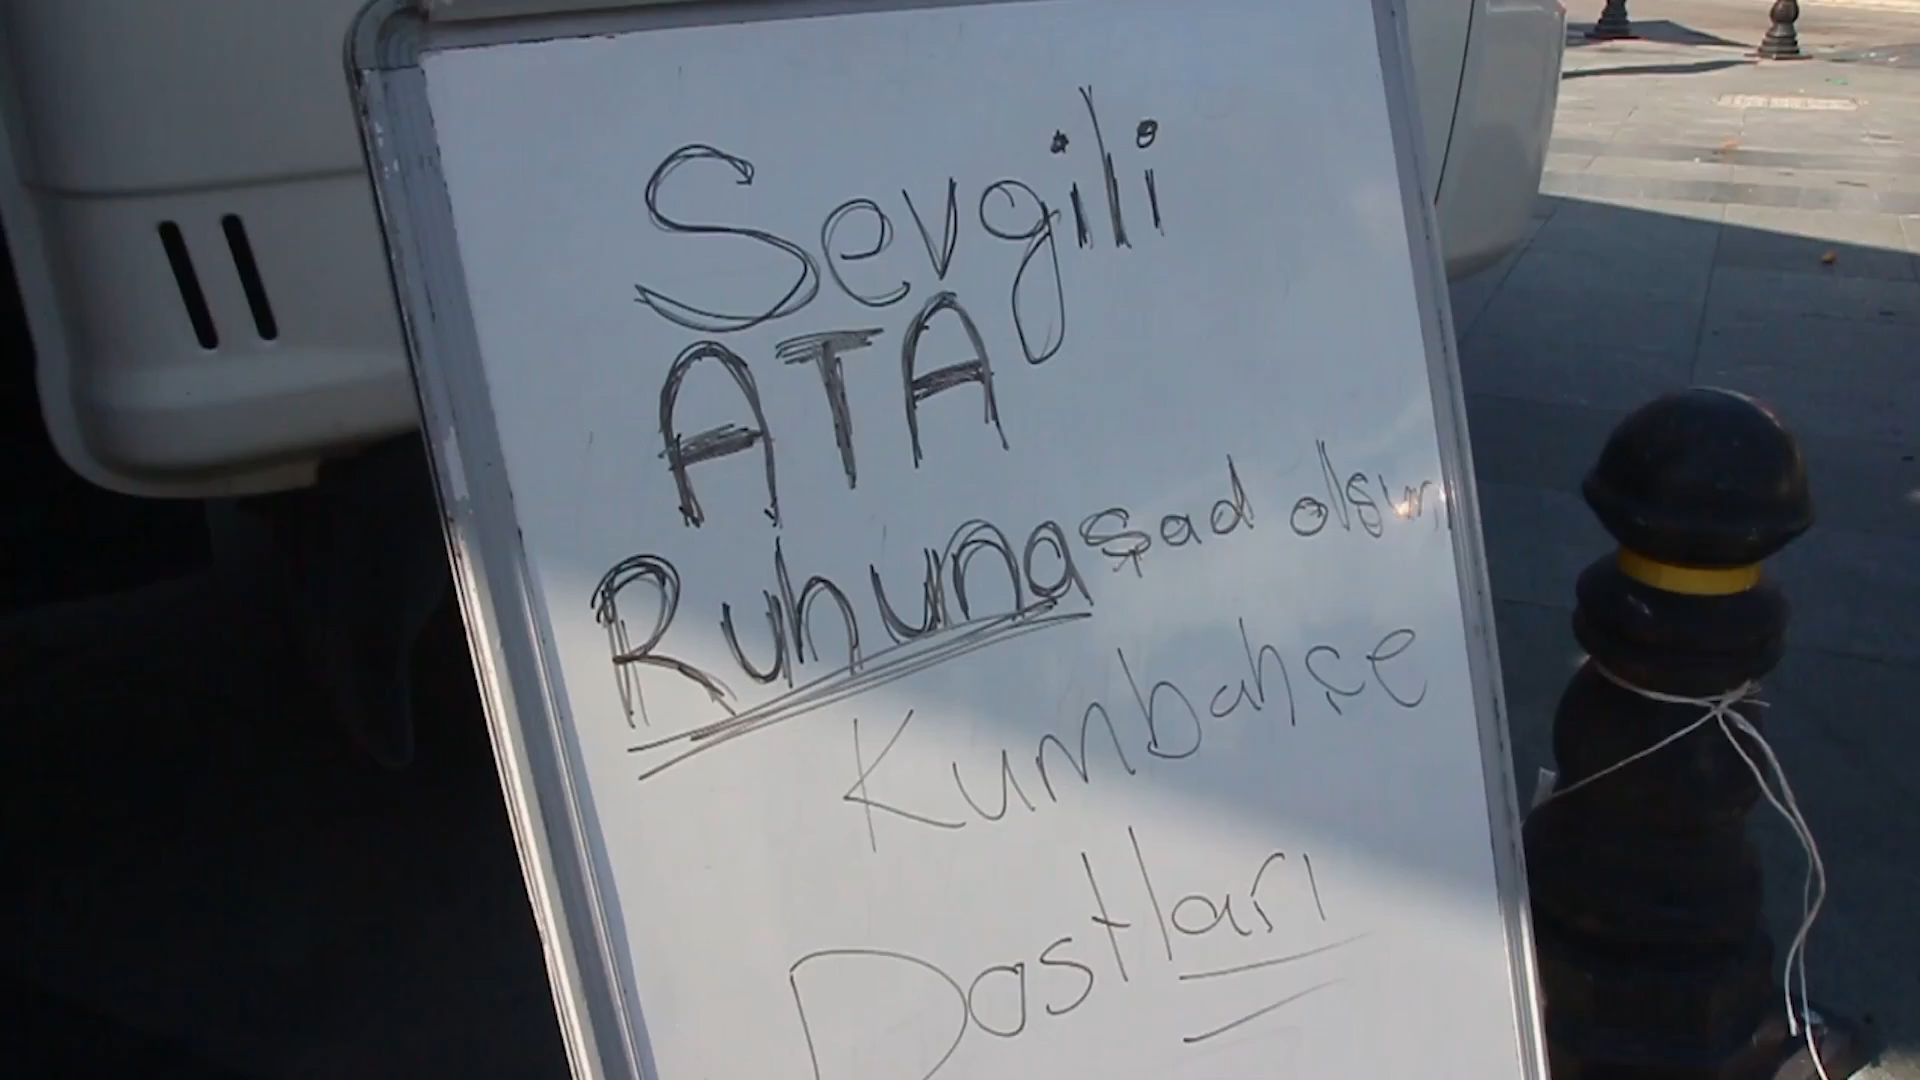 Sevgili
ATA
Ruhuna şad olsun
Kumbahçe
Dostları